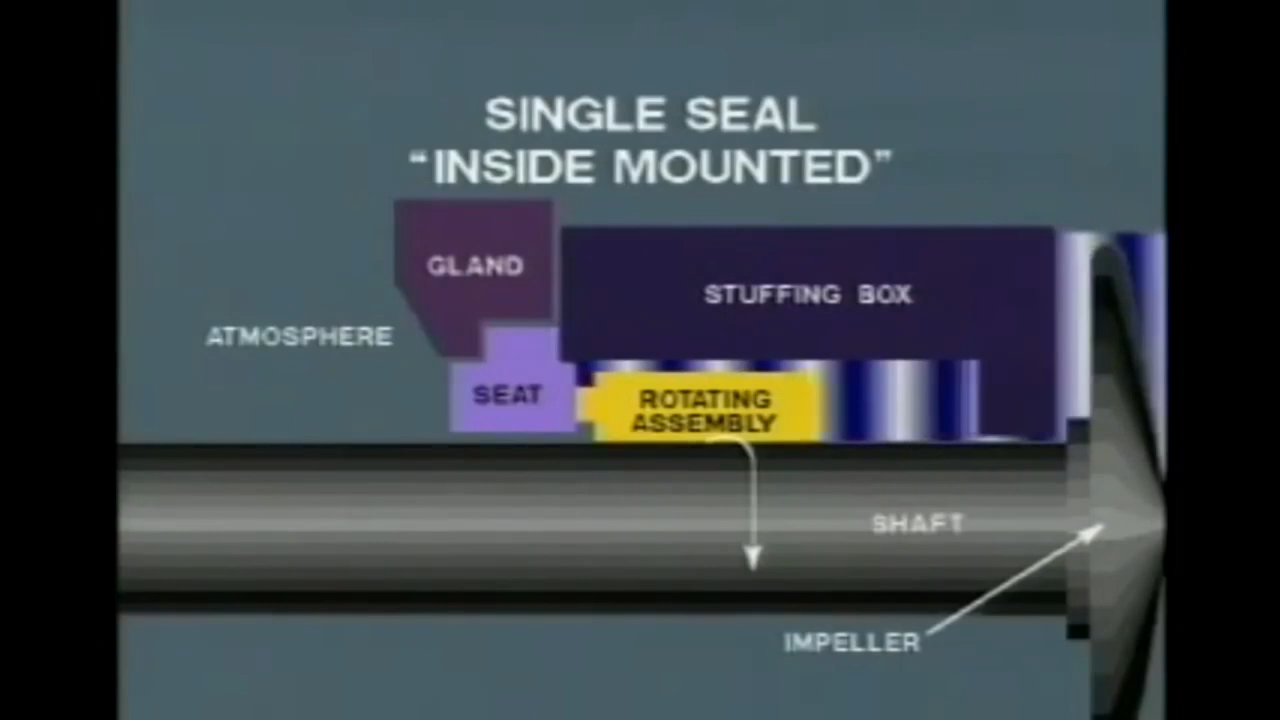 SINGLE SEAL
“INSIDE MOUNTED”
GLAND
STUFFING BOX
ATMOSPHERE
SEAT
ROTATING
ASSEMBLY
SHAFT
IMPELLER